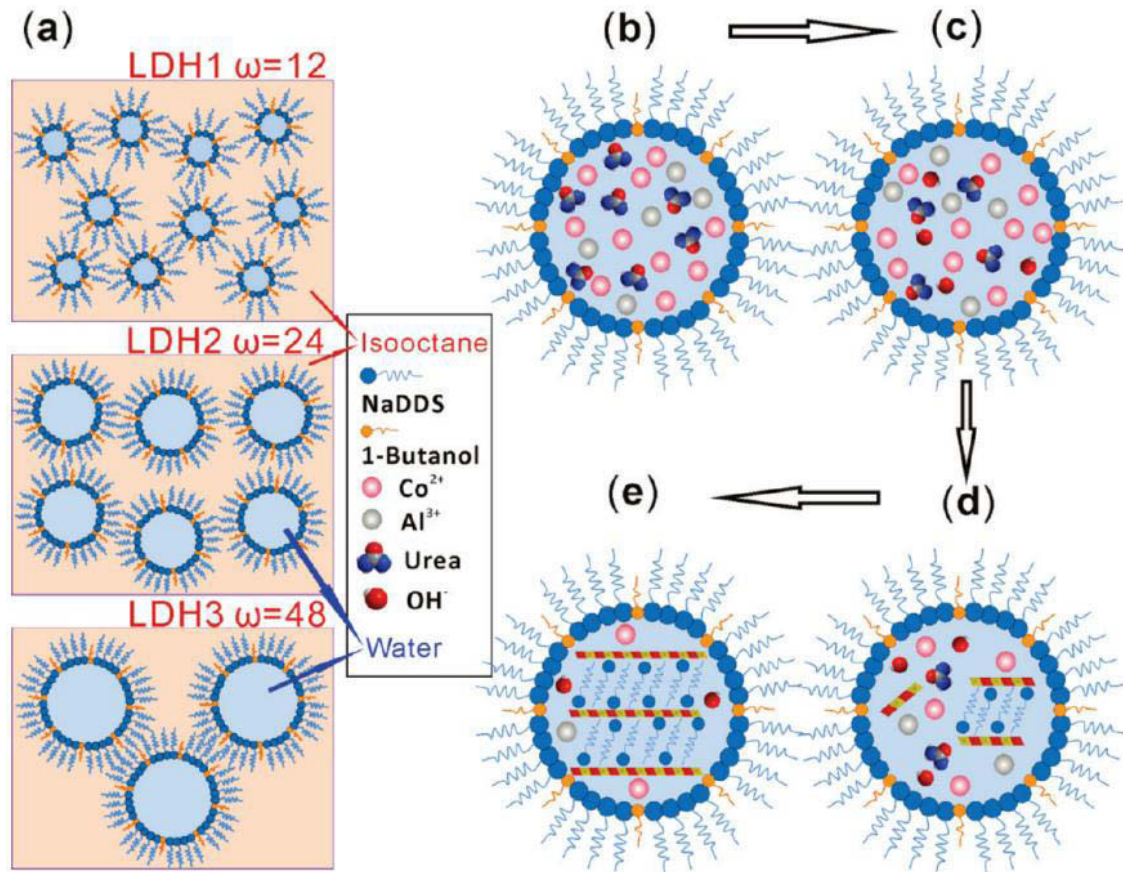 (a)
LDH1 ω=12
LDH2 ω=24
LDH3 ω=48
Isooctane
NaDDS
1-Butanol
Co²⁺
Al³⁺
Urea
OH⁻
Water
(b)
(c)
(e)
(d)